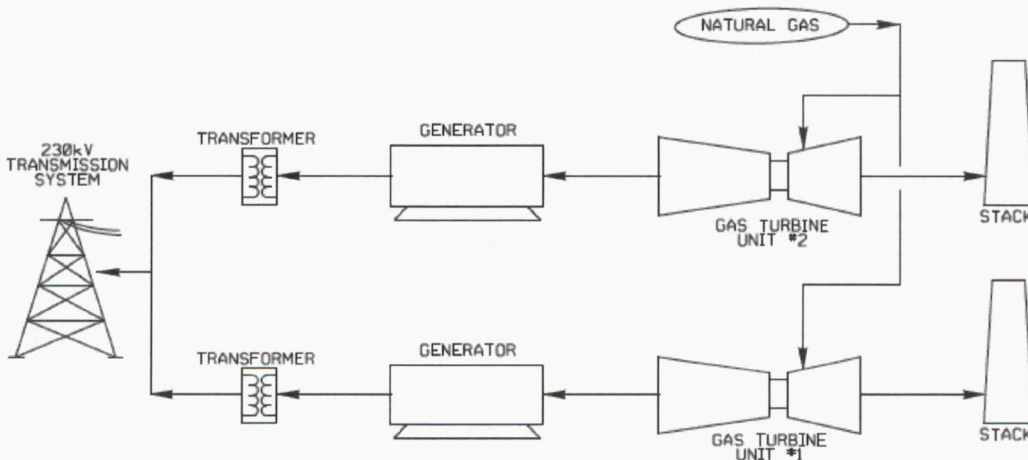 NATURAL GAS
230kV
TRANSMISSION
SYSTEM
TRANSFORMER
GENERATOR
GAS TURBINE
UNIT #2
STACK
TRANSFORMER
GENERATOR
GAS TURBINE
UNIT #1
STACK